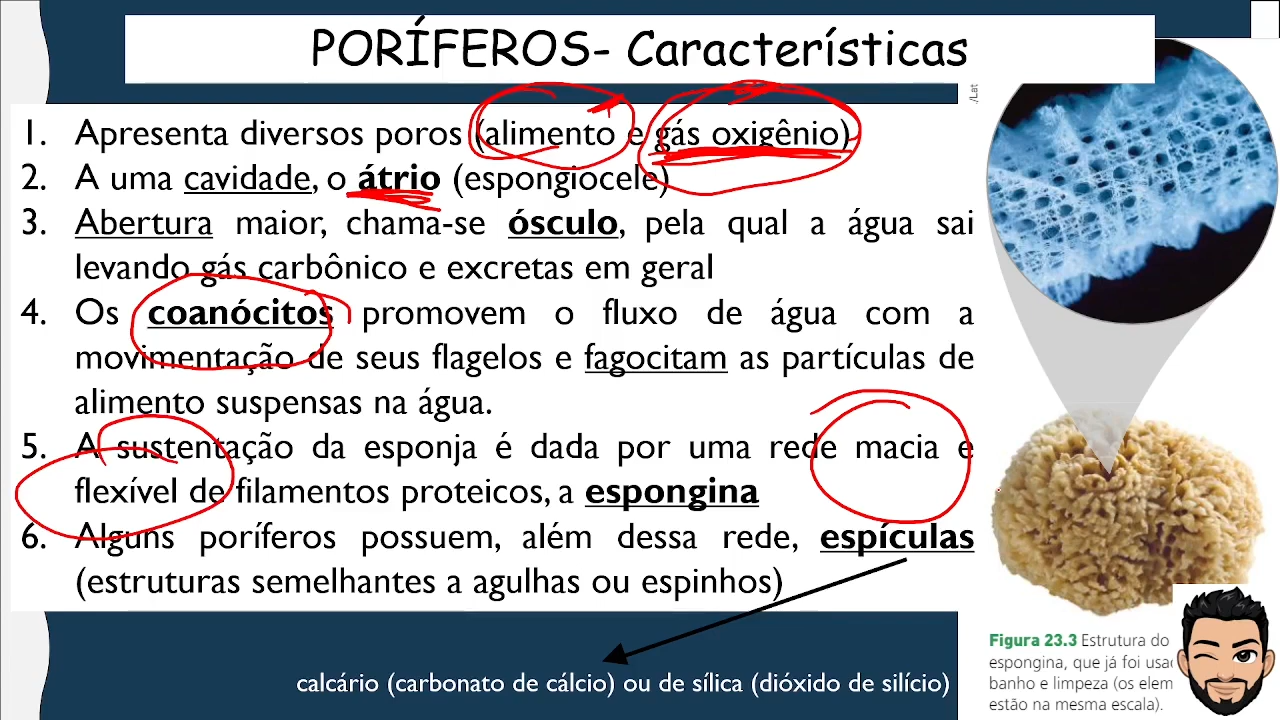 PORÍFEROS- Características
./Lat
1. Apresenta diversos poros (alimento e gás oxigênio)
2. A uma cavidade, o átrio (espongiocele)
3. Abertura maior, chama-se ósculo, pela qual a água sai
levando gás carbônico e excretas em geral
4. Os coanócitos promovem o fluxo de água com a
movimentação de seus flagelos e fagocitam as partículas de
alimento suspensas na água.
5. A sustentação da esponja é dada por uma rede macia e
flexível de filamentos proteicos, a espongina
6. Alguns poríferos possuem, além dessa rede, espículas
(estruturas semelhantes a agulhas ou espinhos)
calcário (carbonato de cálcio) ou de sílica (dióxido de silício)
Figura 23.3 Estrutura do
espongina, que já foi usa
banho e limpeza (os elem
estão na mesma escala).